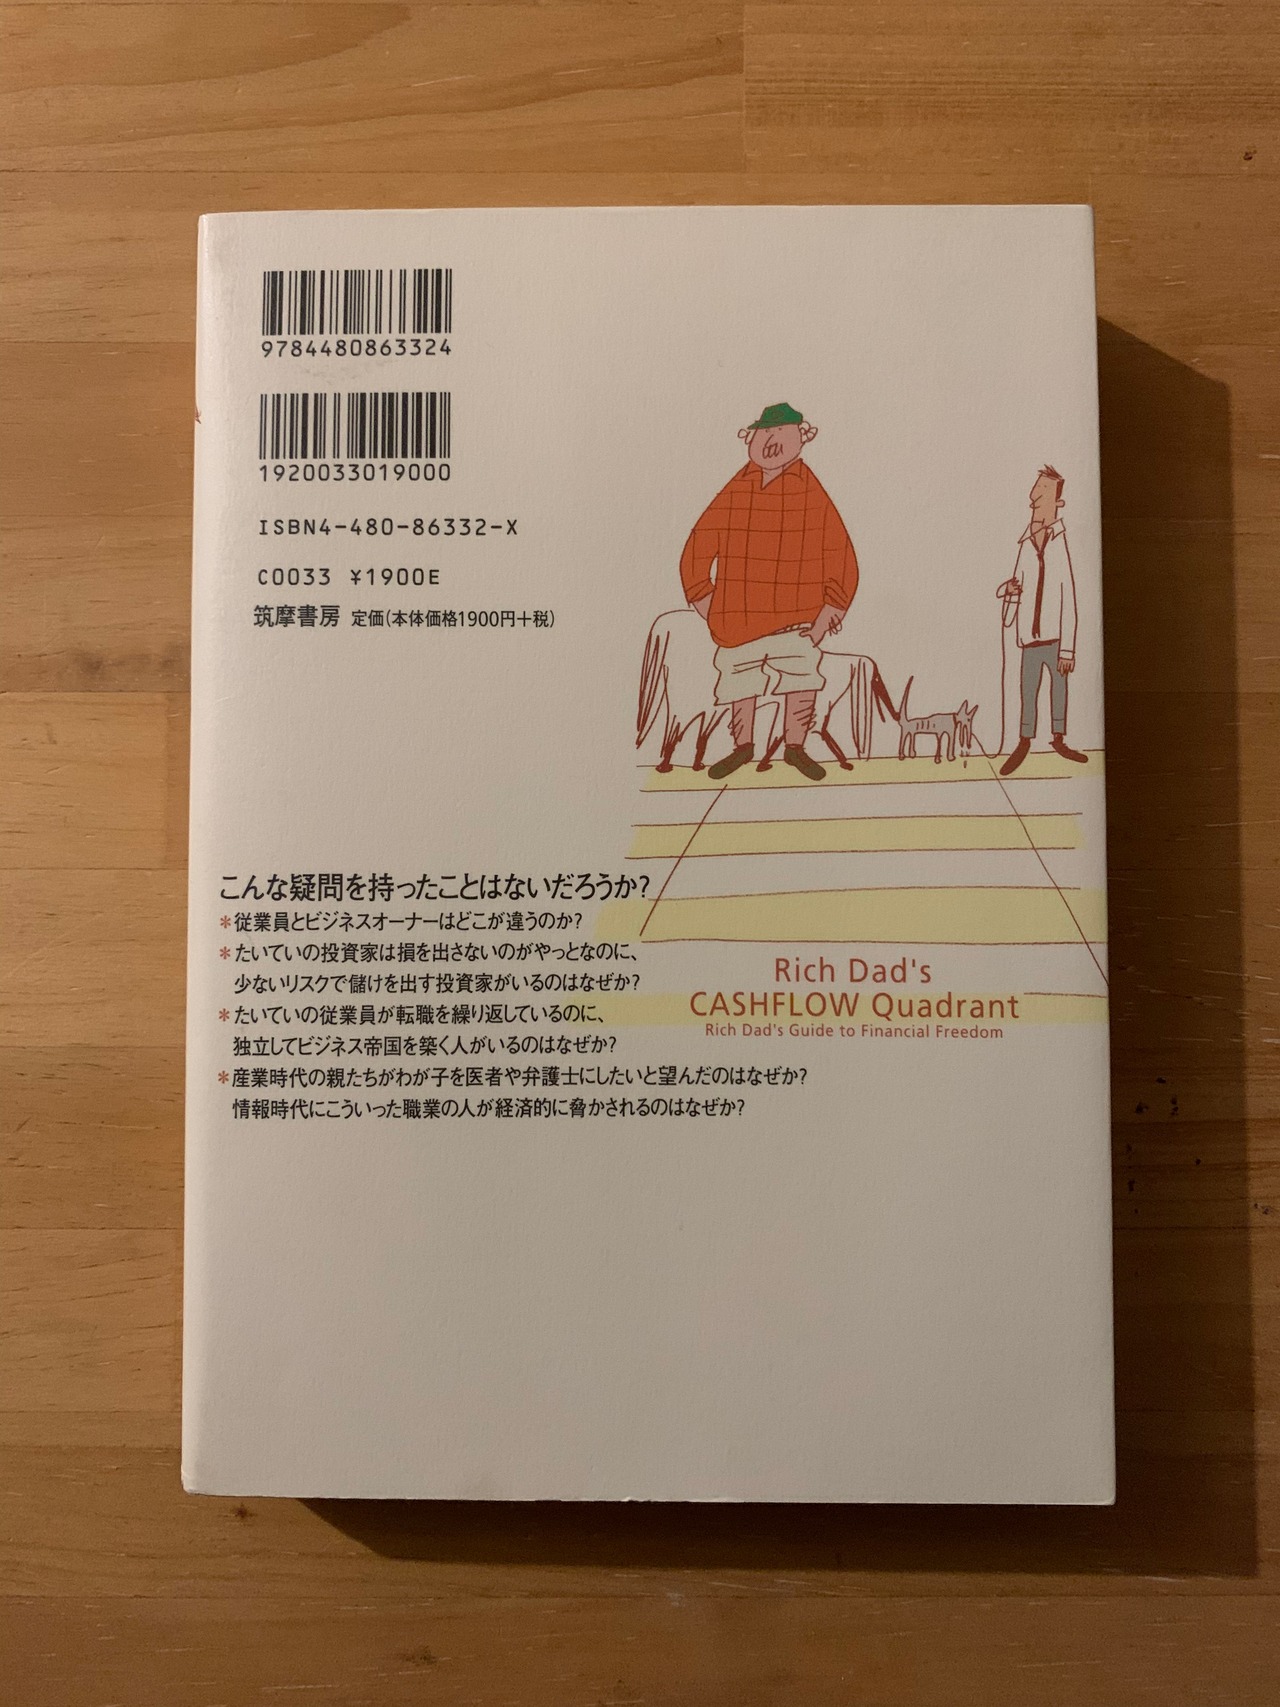 9784480863324
1920033019000
ISBN4-480-86332-X
C0033 ¥1900E
筑摩書房 定価(本体価格1900円+税)
こんな疑問を持ったことはないだろうか?
*従業員とビジネスオーナーはどこが違うのか?
*たいていの投資家は損を出さないのがやっとなのに、
少ないリスクで儲けを出す投資家がいるのはなぜか?
*たいていの従業員が転職を繰り返しているのに、
独立してビジネス帝国を築く人がいるのはなぜか?
*産業時代の親たちがわが子を医者や弁護士にしたいと望んだのはなぜか?
情報時代にこういった職業の人が経済的に脅かされるのはなぜか?
Rich Dad's
CASHFLOW Quadrant
Rich Dad's Guide to Financial Freedom